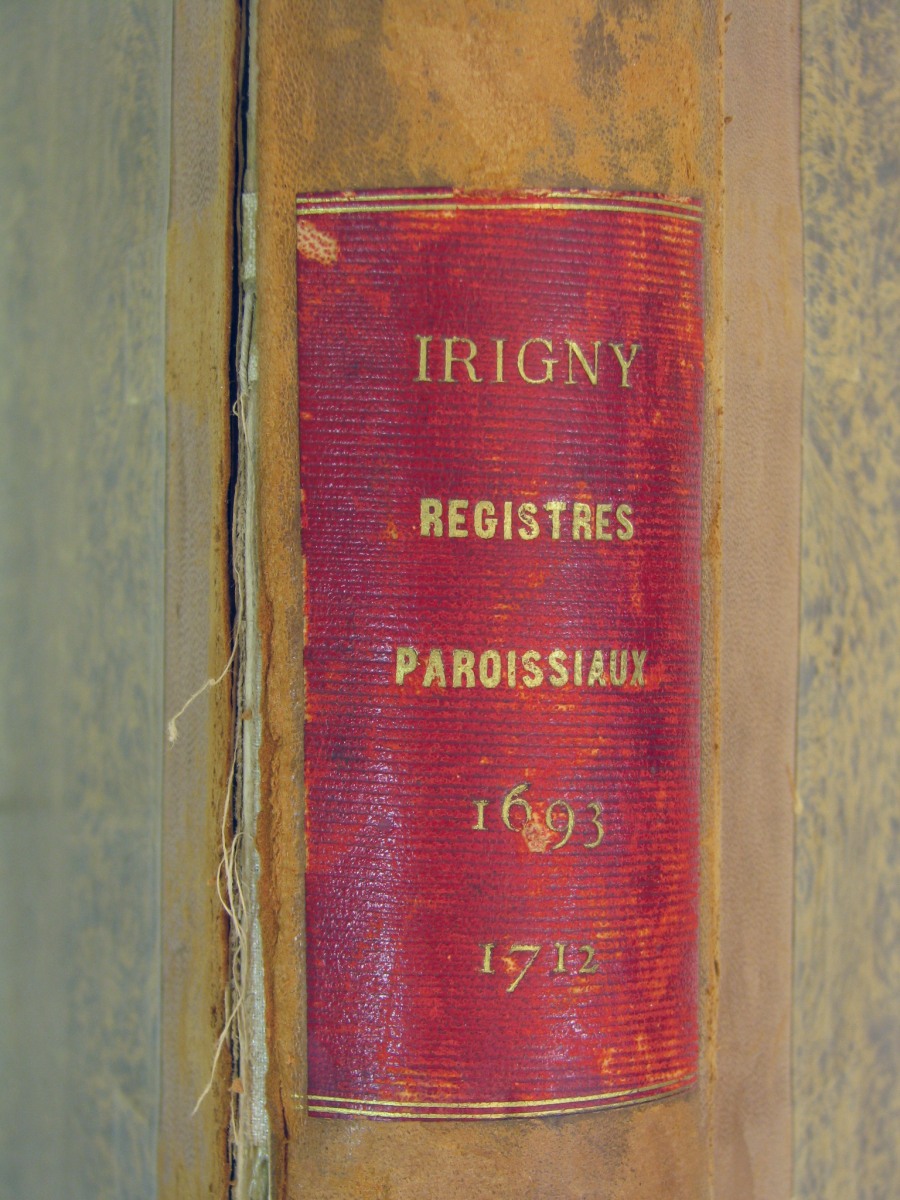 IRIGNY
REGISTRES
PAROISSIAUX
1693
1712